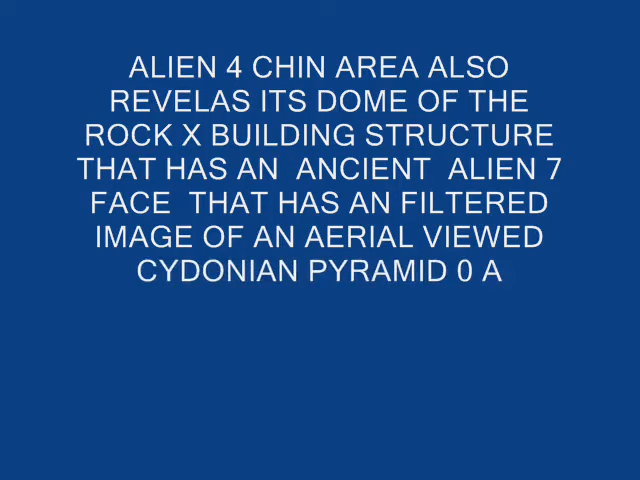 ALIEN 4 CHIN AREA ALSO
REVELAS ITS DOME OF THE
ROCK X BUILDING STRUCTURE
THAT HAS AN  ANCIENT  ALIEN 7
FACE  THAT HAS AN FILTERED
IMAGE OF AN AERIAL VIEWED
CYDONIAN PYRAMID 0 A